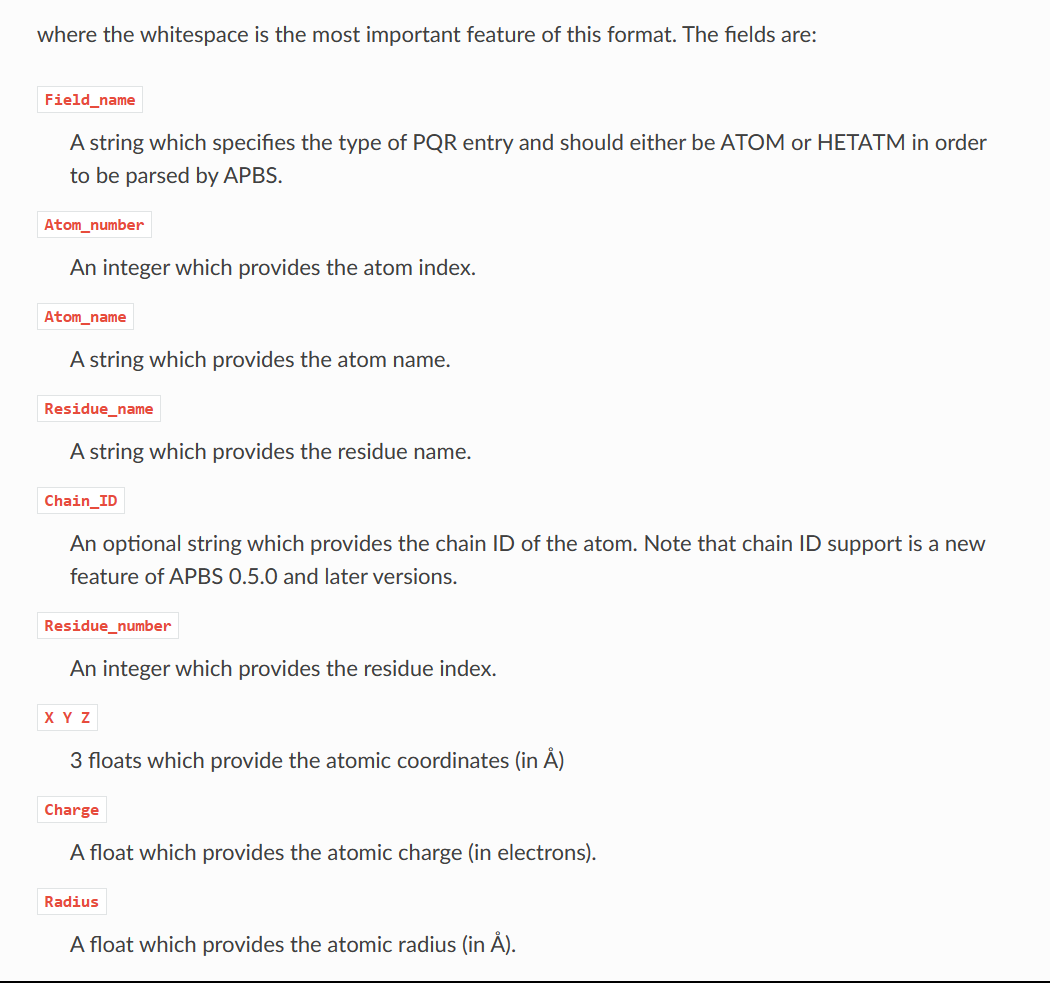 where the whitespace is the most important feature of this format. The fields are:
Field_name
A string which specifies the type of PQR entry and should either be ATOM or HETATM in order
to be parsed by APBS.
Atom_number
An integer which provides the atom index.
Atom_name
A string which provides the atom name.
Residue_name
A string which provides the residue name.
Chain_ID
An optional string which provides the chain ID of the atom. Note that chain ID support is a new
feature of APBS 0.5.0 and later versions.
Residue_number
An integer which provides the residue index.
X Y Z
3 floats which provide the atomic coordinates (in Å)
Charge
A float which provides the atomic charge (in electrons).
Radius
A float which provides the atomic radius (in Å).